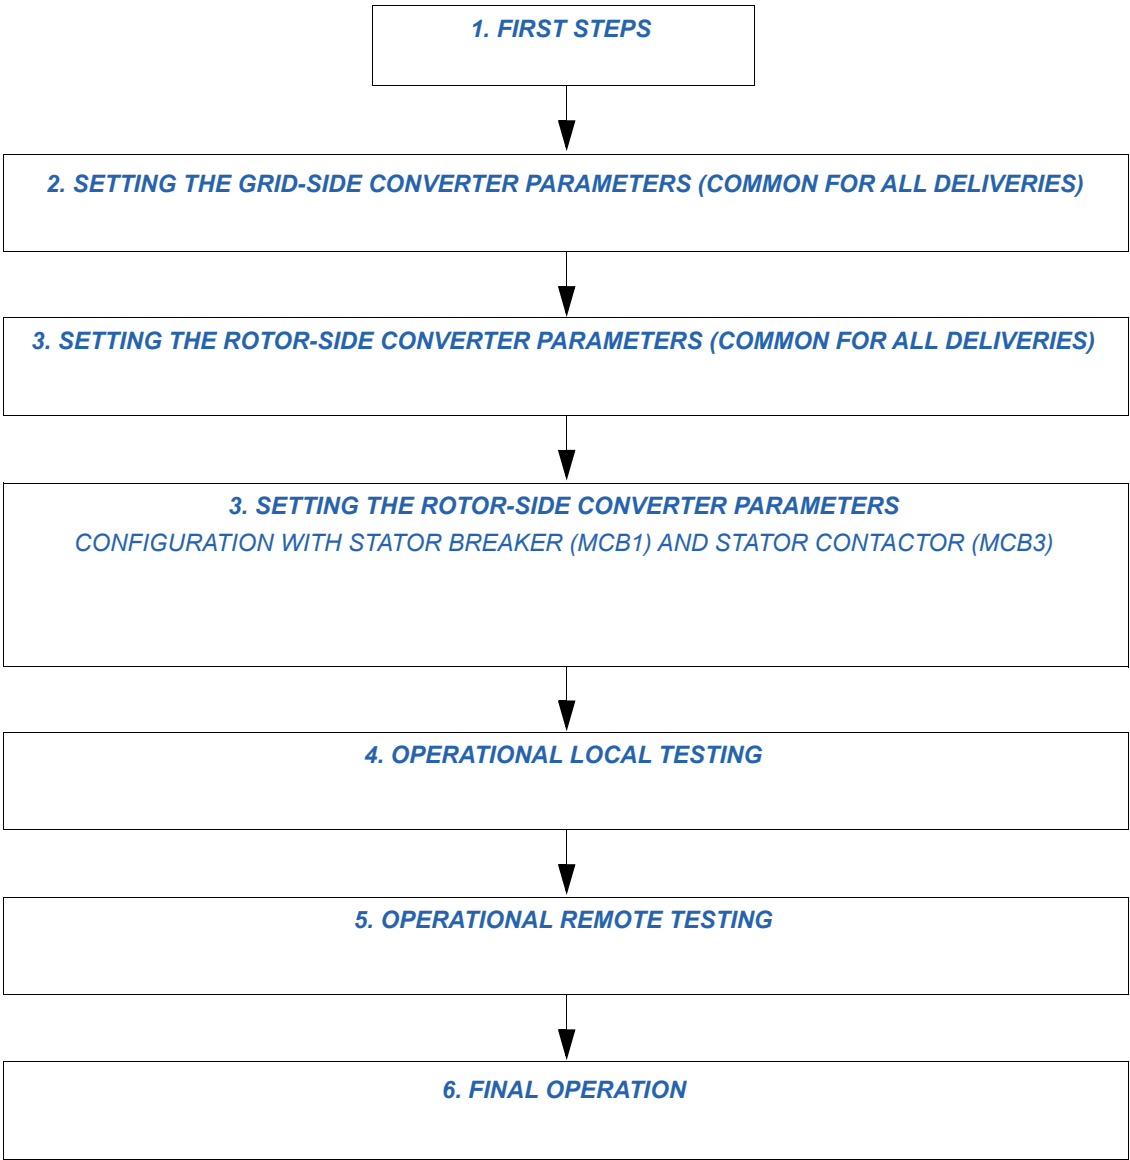 1. FIRST STEPS
2. SETTING THE GRID-SIDE CONVERTER PARAMETERS (COMMON FOR ALL DELIVERIES)
3. SETTING THE ROTOR-SIDE CONVERTER PARAMETERS (COMMON FOR ALL DELIVERIES)
3. SETTING THE ROTOR-SIDE CONVERTER PARAMETERS
CONFIGURATION WITH STATOR BREAKER (MCB1) AND STATOR CONTACTOR (MCB3)
4. OPERATIONAL LOCAL TESTING
5. OPERATIONAL REMOTE TESTING
6. FINAL OPERATION